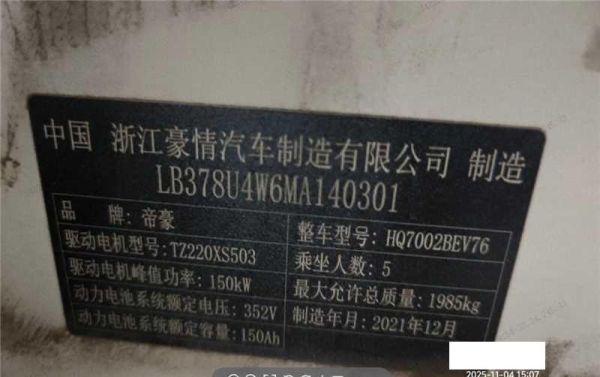 中国 浙江豪情汽车制造有限公司 制造
LB378U4W6MA140301
品 牌:帝豪
整车型号:HQ7002BEV76
驱动电机型号:TZ220XS503
乘坐人数:5
驱动电机峰值功率:150kW
最大允许总质量:1985kg
动力电池系统额定电压:352V
制造年月:2021年12月
动力电池系统额定容量:150Ah
2025-11-04 15:07